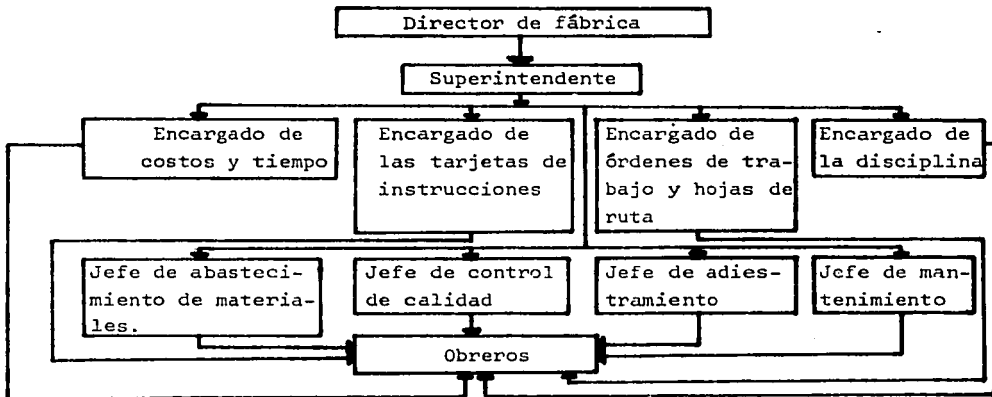 Director de fábrica
Superintendente
Encargado de
costos y tiempo
Encargado de
las tarjetas de
instrucciones
Encargado de
órdenes de tra-
bajo y hojas de
ruta
Encargado de
la disciplina
Jefe de abasteci-
miento de materia-
les.
Jefe de control
de calidad
Jefe de adies-
tramiento
Jefe de man-
tenimiento
Obreros